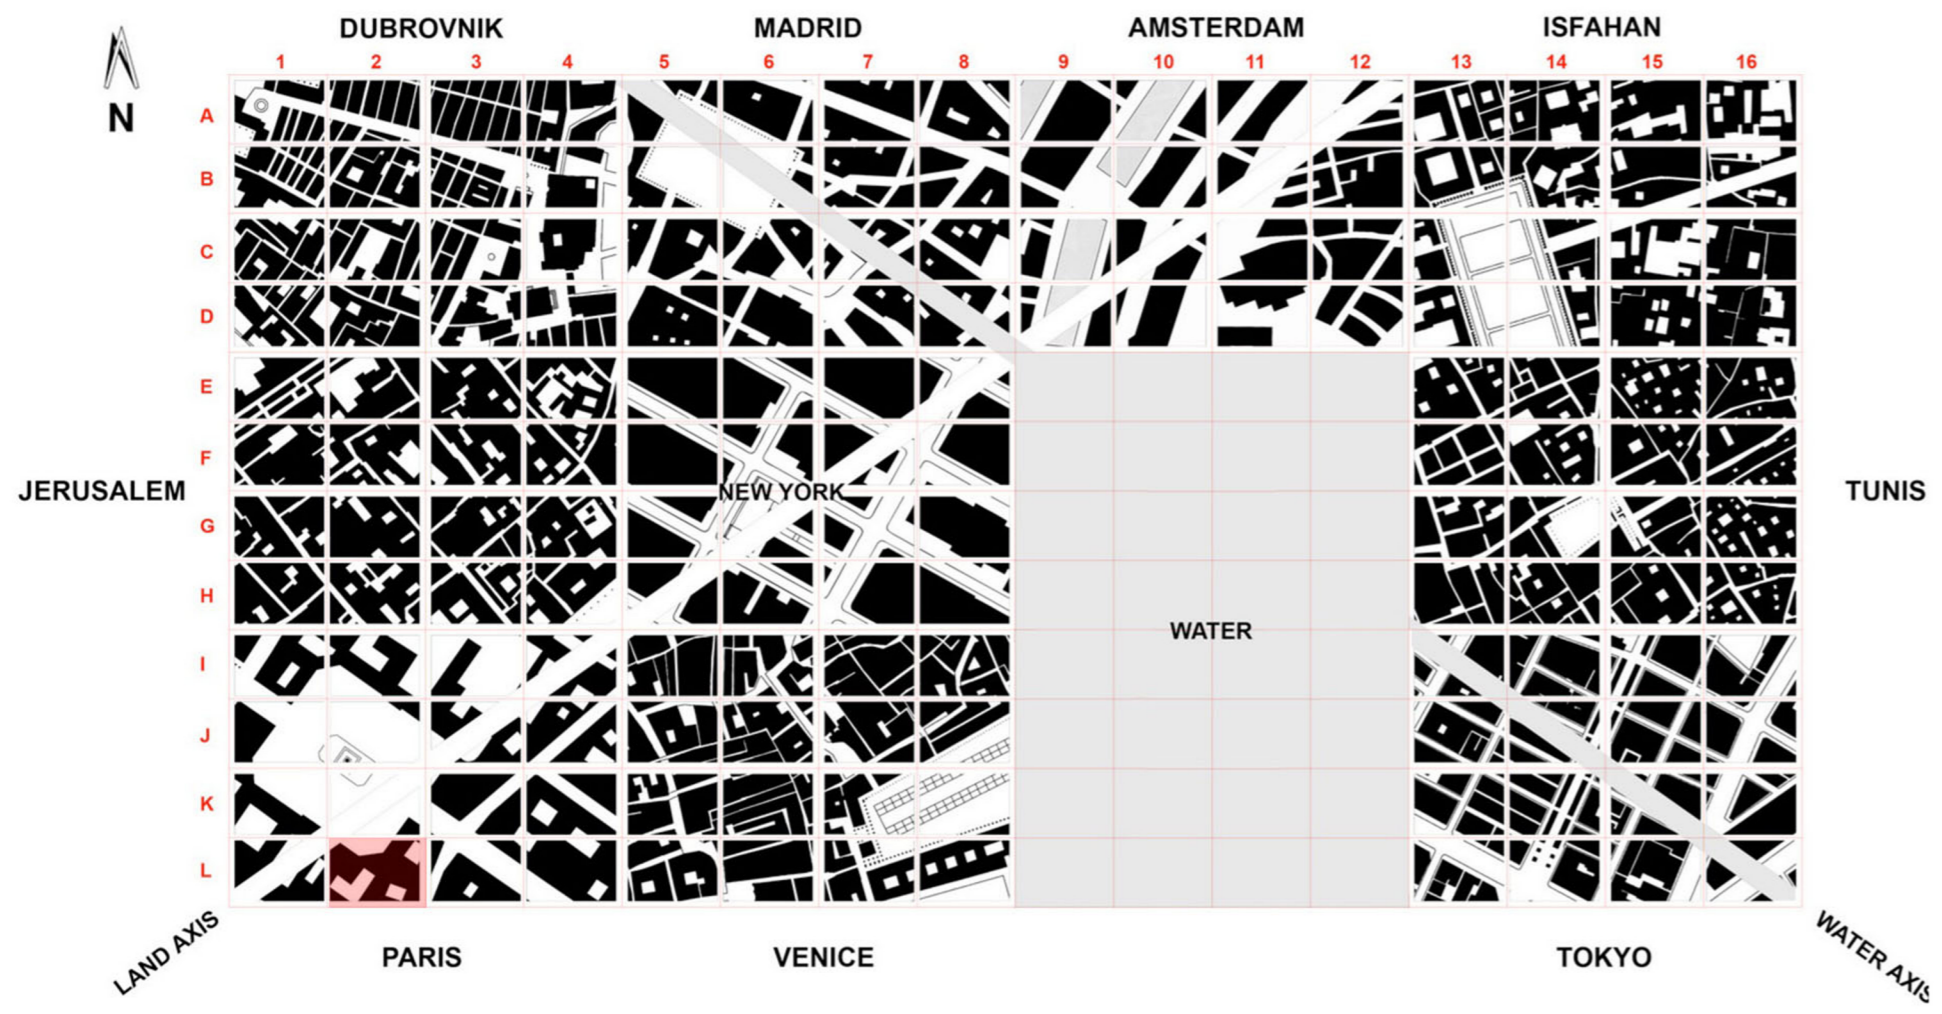 DUBROVNIK MADRID AMSTERDAM ISFAHAN
1 2 3 4 5 6 7 8 9 10 11 12 13 14 15 16
N
A
B
C
D
E
F
JERUSALEM NEW YORK TUNIS
G
H
WATER
I
J
K
L
LAND AXIS
WATER AXIS
PARIS VENICE TOKYO